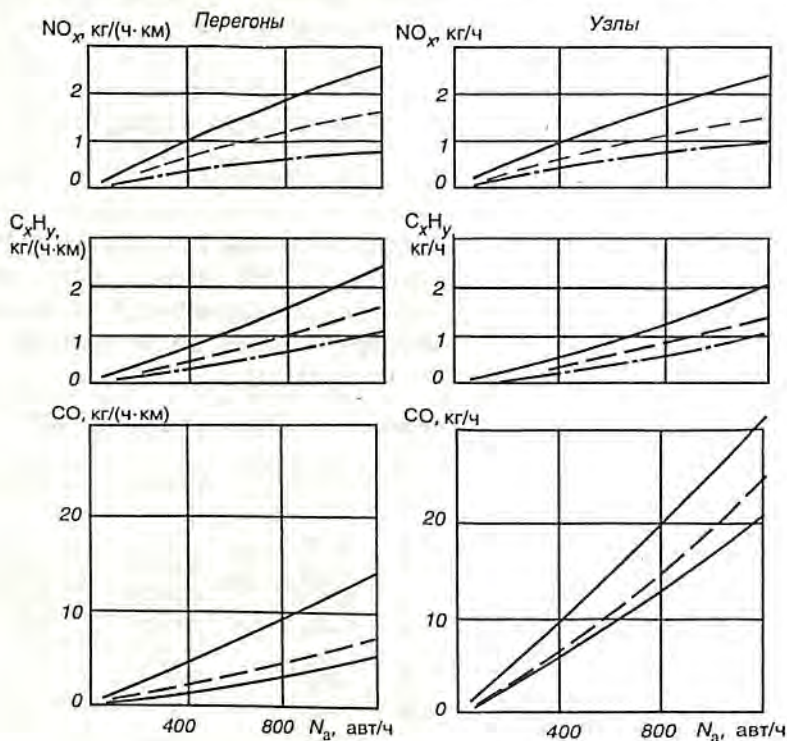 Перегоны
NOₓ, кг/(ч·км)
2
1
0
Узлы
NOₓ, кг/ч
2
1
0
CₓHᵧ,
кг/(ч·км)
2
1
0
CₓHᵧ
кг/ч
2
1
0
CO, кг/(ч·км)
20
10
0
400 800 Nₐ, авт/ч
CO, кг/ч
20
10
0
400 800 Nₐ, авт/ч